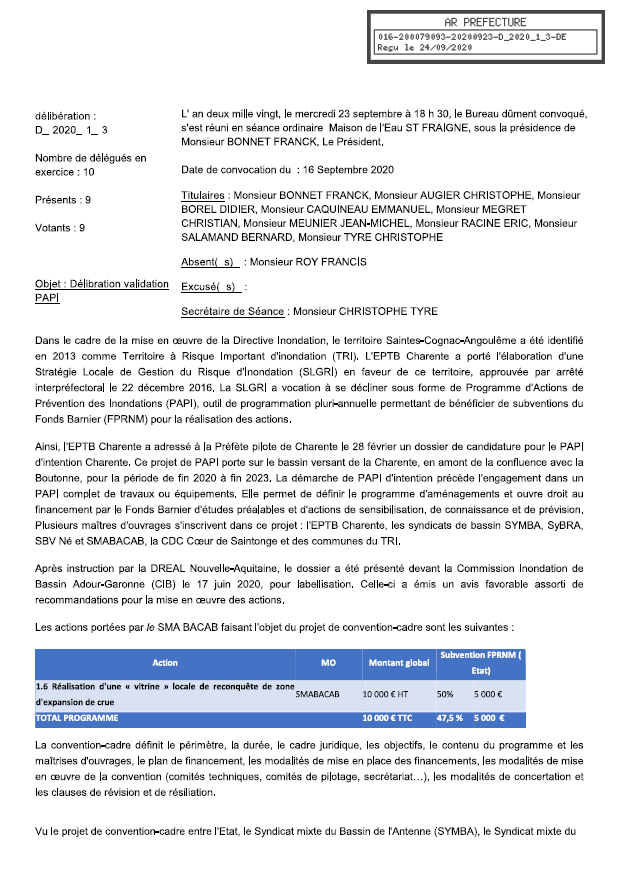 AR PREFECTURE
016-200079093-20200923-D_2020_1_3-DE
Reçu le 24/09/2020
délibération :
D_ 2020_ 1_ 3
Nombre de délégués en
exercice : 10
Présents : 9
Votants : 9
Objet : Délibration validation
PAPI
L' an deux mille vingt, le mercredi 23 septembre à 18 h 30, le Bureau dûment convoqué,
s'est réuni en séance ordinaire Maison de l'Eau ST FRAIGNE, sous la présidence de
Monsieur BONNET FRANCK, Le Président.
Date de convocation du : 16 Septembre 2020
Titulaires : Monsieur BONNET FRANCK, Monsieur AUGIER CHRISTOPHE, Monsieur
BOREL DIDIER, Monsieur CAQUINEAU EMMANUEL, Monsieur MEGRET
CHRISTIAN, Monsieur MEUNIER JEAN-MICHEL, Monsieur RACINE ERIC, Monsieur
SALAMAND BERNARD, Monsieur TYRE CHRISTOPHE
Absent( s) : Monsieur ROY FRANCIS
Excusé( s) :
Secrétaire de Séance : Monsieur CHRISTOPHE TYRE
Dans le cadre de la mise en œuvre de la Directive Inondation, le territoire Saintes-Cognac-Angoulême a été identifié
en 2013 comme Territoire à Risque Important d'inondation (TRI). L'EPTB Charente a porté l'élaboration d'une
Stratégie Locale de Gestion du Risque d'Inondation (SLGRI) en faveur de ce territoire, approuvée par arrêté
interpréfectoral le 22 décembre 2016. La SLGRI a vocation à se décliner sous forme de Programme d'Actions de
Prévention des Inondations (PAPI), outil de programmation pluri-annuelle permettant de bénéficier de subventions du
Fonds Barnier (FPRNM) pour la réalisation des actions.
Ainsi, l'EPTB Charente a adressé à la Préfète pilote de Charente le 28 février un dossier de candidature pour le PAPI
d'intention Charente. Ce projet de PAPI porte sur le bassin versant de la Charente, en amont de la confluence avec la
Boutonne, pour la période de fin 2020 à fin 2023. La démarche de PAPI d'intention précède l'engagement dans un
PAPI complet de travaux ou équipements. Elle permet de définir le programme d'aménagements et ouvre droit au
financement par le Fonds Barnier d'études préalables et d'actions de sensibilisation, de connaissance et de prévision.
Plusieurs maîtres d'ouvrages s'inscrivent dans ce projet : l'EPTB Charente, les syndicats de bassin SYMBA, SyBRA,
SBV Né et SMABACAB, la CDC Cœur de Saintonge et des communes du TRI.
Après instruction par la DREAL Nouvelle-Aquitaine, le dossier a été présenté devant la Commission Inondation de
Bassin Adour-Garonne (CIB) le 17 juin 2020, pour labellisation. Celle-ci a émis un avis favorable assorti de
recommandations pour la mise en œuvre des actions.
Les actions portées par le SMA BACAB faisant l'objet du projet de convention-cadre sont les suivantes :
Action MO Montant global Subvention FPRNM (
Etat)
1.6 Réalisation d'une « vitrine » locale de reconquête de zone
d'expansion de crue SMABACAB 10 000 € HT 50% 5 000 €
TOTAL PROGRAMME 10 000 € TTC 47,5 % 5 000 €
La convention-cadre définit le périmètre, la durée, le cadre juridique, les objectifs, le contenu du programme et les
maîtrises d'ouvrages, le plan de financement, les modalités de mise en place des financements, les modalités de mise
en œuvre de la convention (comités techniques, comités de pilotage, secrétariat…), les modalités de concertation et
les clauses de révision et de résiliation.
Vu le projet de convention-cadre entre l'Etat, le Syndicat mixte du Bassin de l'Antenne (SYMBA), le Syndicat mixte du